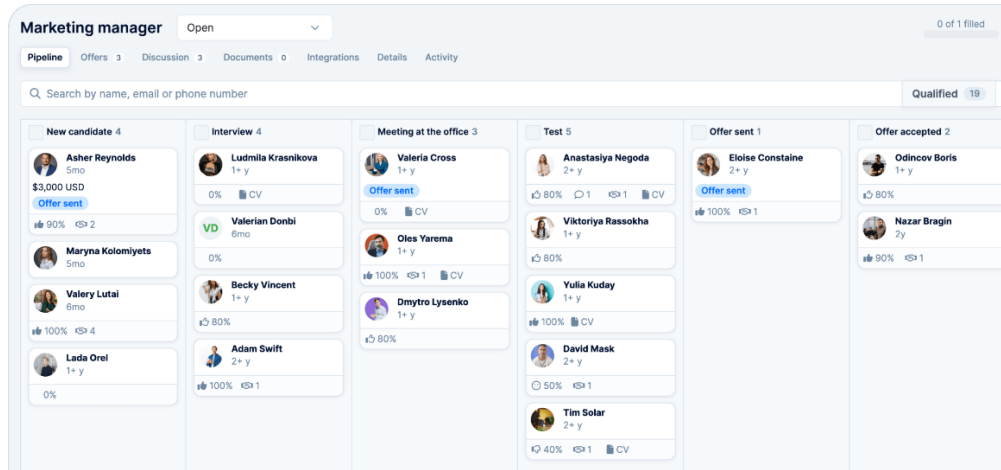 Marketing manager
Open
0 of 1 filled
Pipeline Offers 3 Discussion 3 Documents 0 Integrations Details Activity
Search by name, email or phone number
Qualified 19
New candidate 4
Asher Reynolds
5mo
$3,000 USD
Offer sent
90% 2
Maryna Kolomiyets
5mo
Valery Lutai
6mo
100% 4
Lada Orel
1+ y
0%
Interview 4
Ludmila Krasnikova
1+ y
0% CV
VD
Valerian Donbi
6mo
0%
Becky Vincent
1+ y
80%
Adam Swift
2+ y
100% 1
Meeting at the office 3
Valeria Cross
1+ y
Offer sent
0% CV
Oles Yarema
1+ y
100% 1 CV
Dmytro Lysenko
1+ y
80%
Test 5
Anastasiya Negoda
2+ y
80% 1 1 CV
Viktoriya Rassokha
1+ y
80%
Yulia Kuday
1+ y
100% CV
David Mask
2+ y
50% 1
Tim Solar
2+ y
40% 1 CV
Offer sent 1
Eloise Constaine
2+ y
Offer sent
100% 1
Offer accepted 2
Odincov Boris
1+ y
80%
Nazar Bragin
2y
90% 1